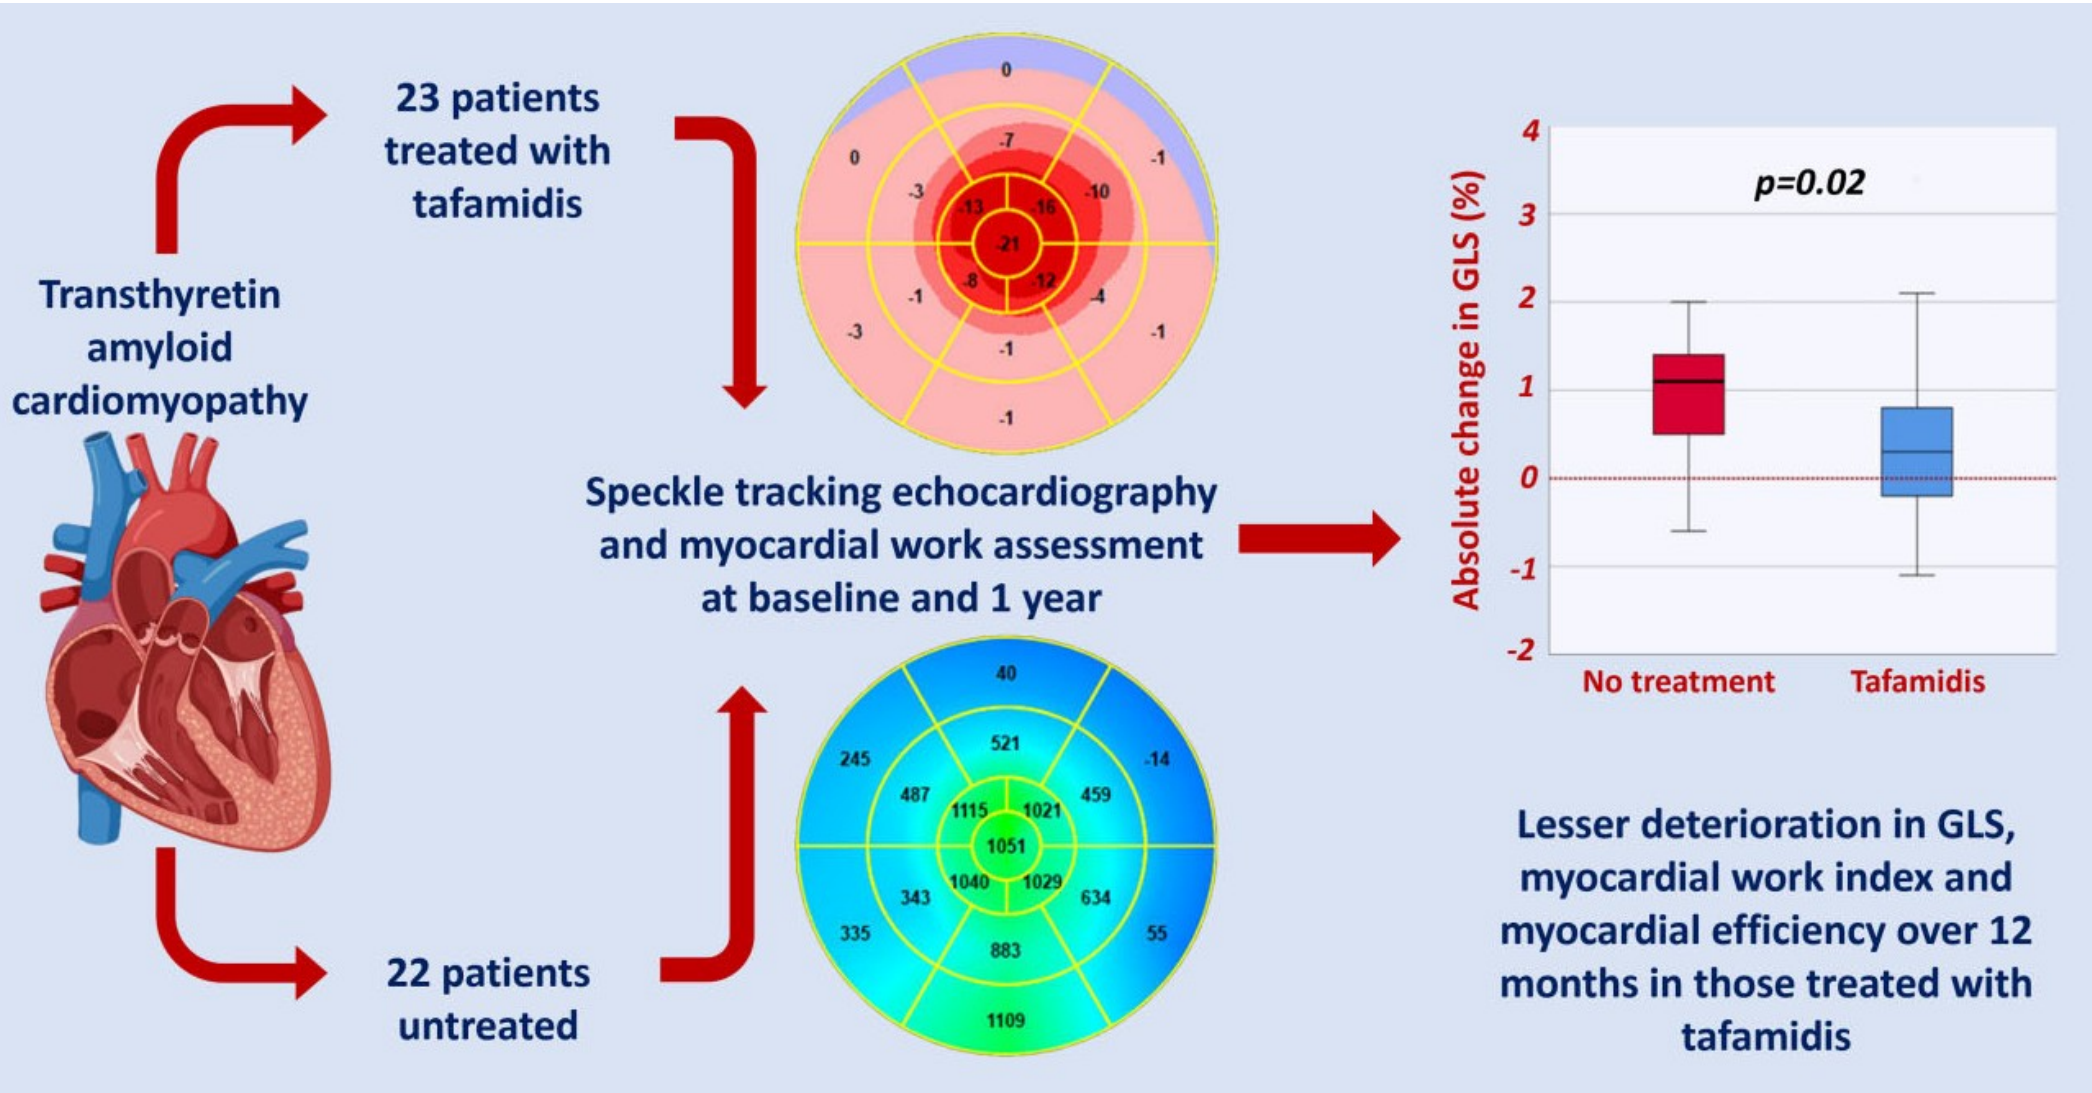 Transthyretin
amyloid
cardiomyopathy
23 patients
treated with
tafamidis
22 patients
untreated
0
-7
0
-1
-3
-10
-13
-16
-21
-8
-12
-1
-4
-3
-1
-1
-1
Speckle tracking echocardiography
and myocardial work assessment
at baseline and 1 year
40
521
245
-14
487
459
1115
1021
1051
1040
1029
343
634
335
55
883
1109
Absolute change in GLS (%)
4
3
2
1
0
-1
-2
p=0.02
No treatment
Tafamidis
Lesser deterioration in GLS,
myocardial work index and
myocardial efficiency over 12
months in those treated with
tafamidis